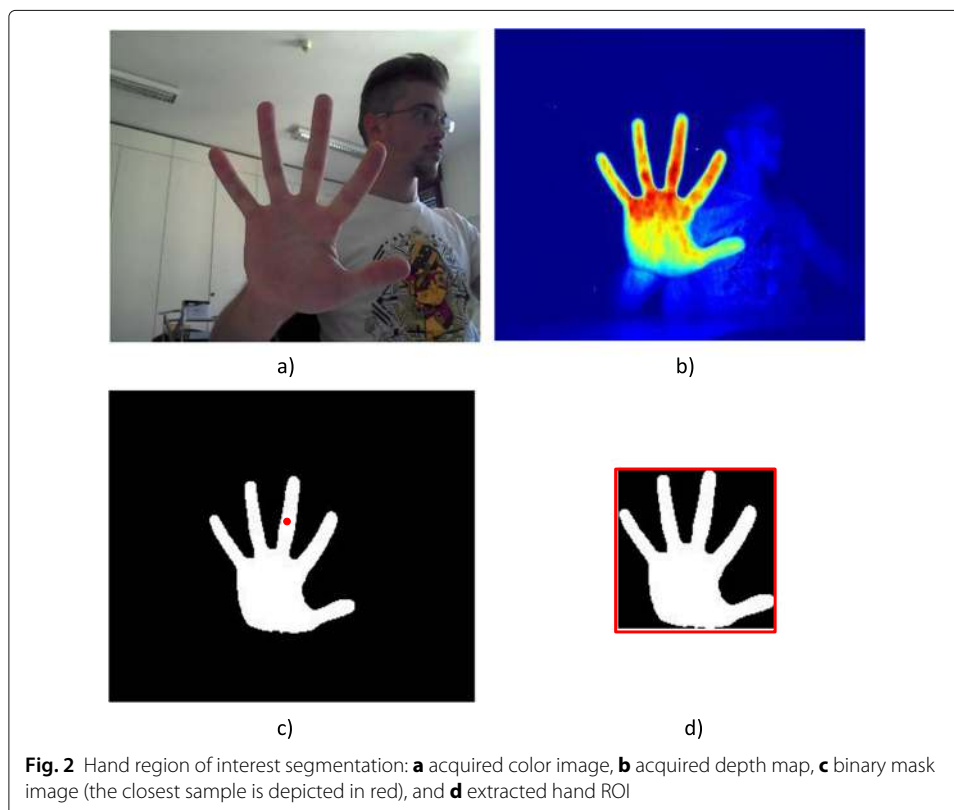 a)
b)
c)
d)
Fig. 2 Hand region of interest segmentation: a acquired color image, b acquired depth map, c binary mask
image (the closest sample is depicted in red), and d extracted hand ROI